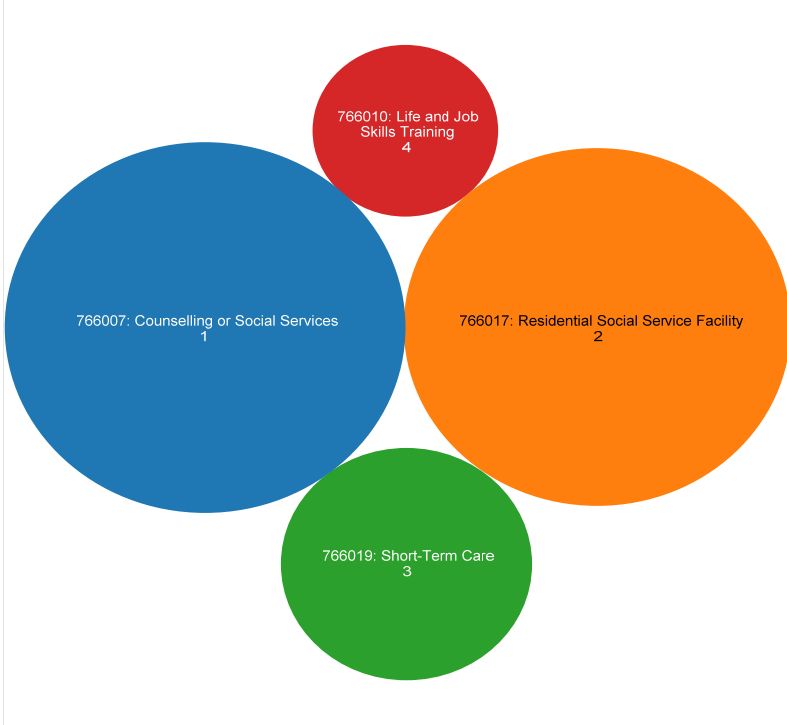 766010: Life and Job
Skills Training
4
766007: Counselling or Social Services
1
766017: Residential Social Service Facility
2
766019: Short-Term Care
3